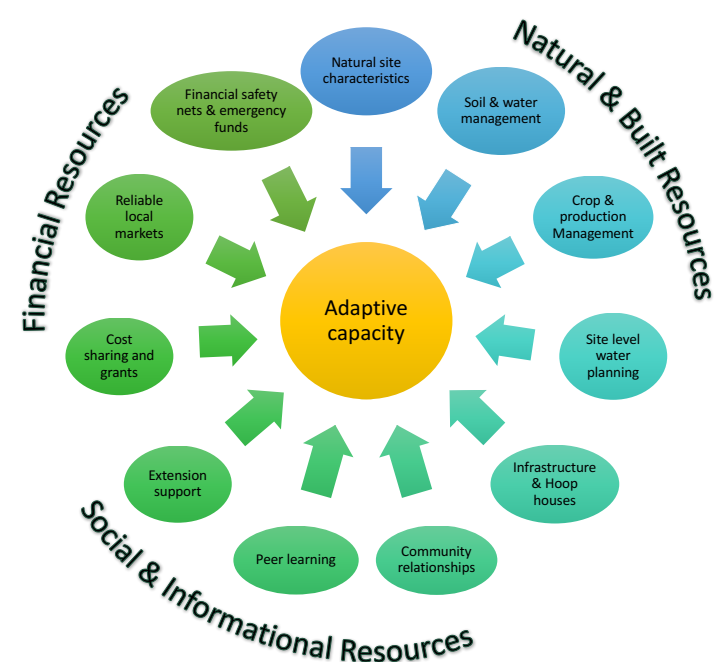 Natural site
characteristics
Soil & water
management
Crop &
production
Management
Site level
water
planning
Infrastructure
& Hoop
houses
Community
relationships
Peer learning
Extension
support
Cost
sharing and
grants
Reliable
local
markets
Financial safety
nets & emergency
funds
Adaptive
capacity
Natural & Built Resources
Social & Informational Resources
Financial Resources